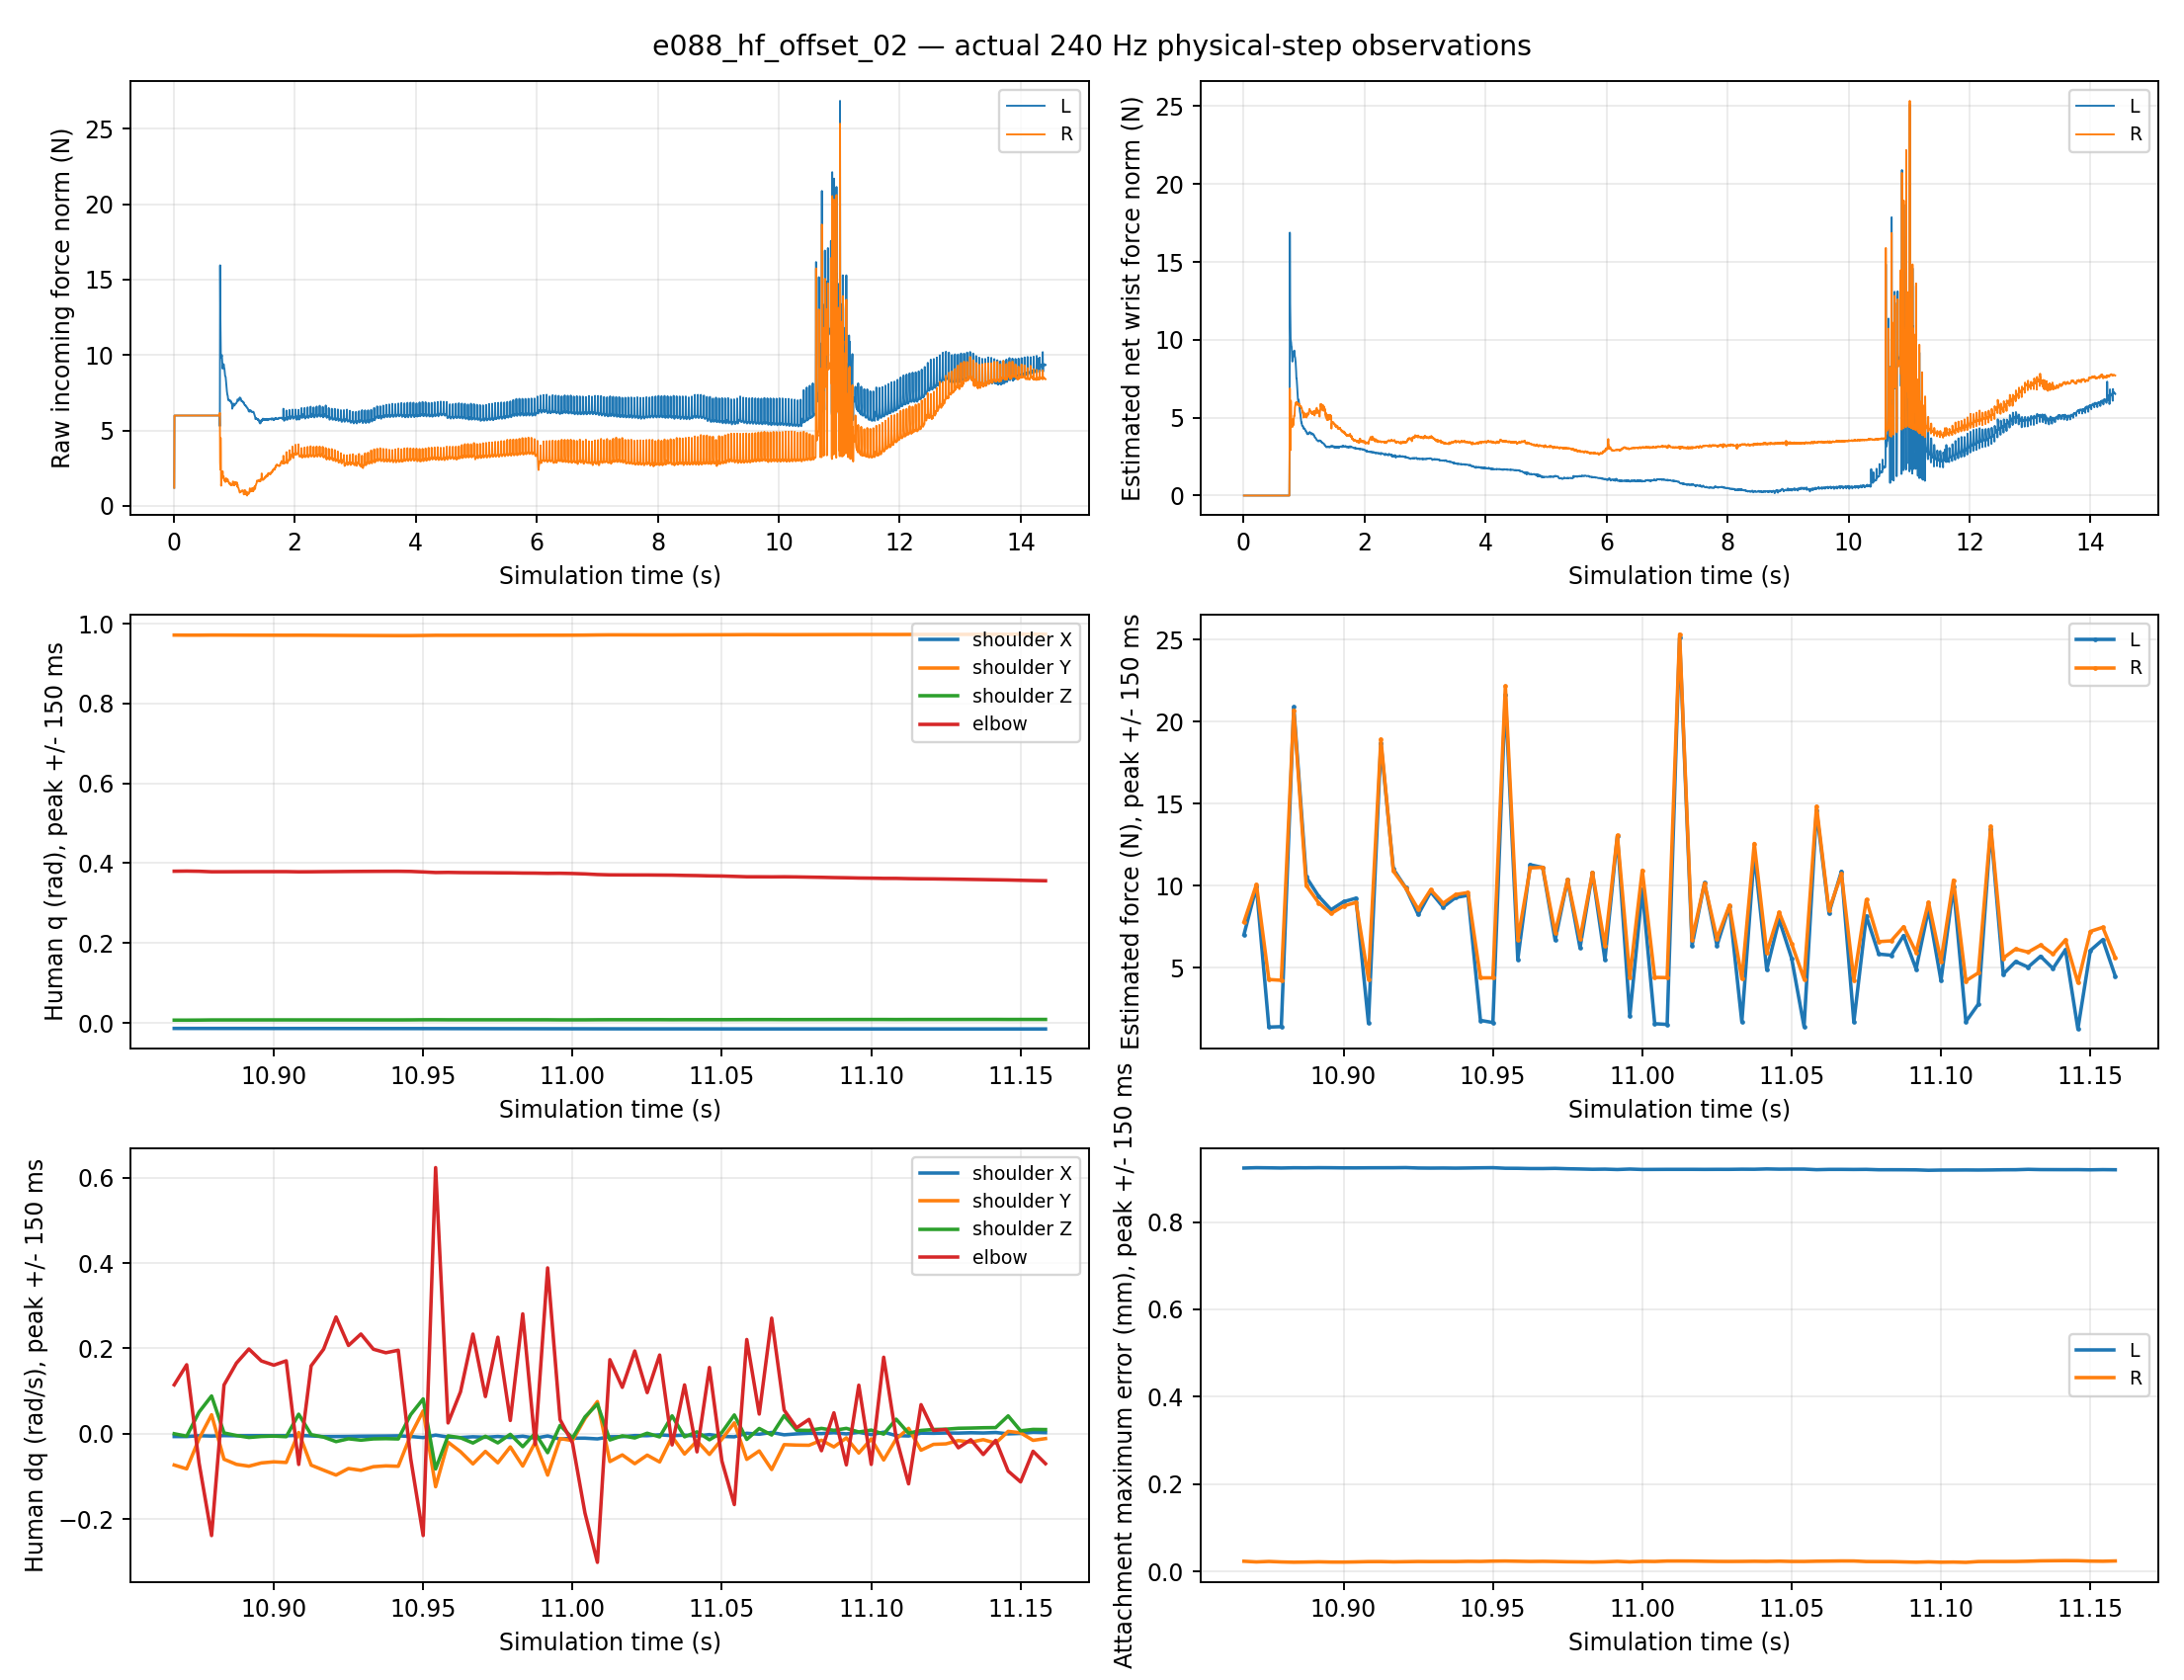 e088_hf_offset_02 — actual 240 Hz physical-step observations
Raw incoming force norm (N)
25
20
15
10
5
0
L
R
0 2 4 6 8 10 12 14
Simulation time (s)
Estimated net wrist force norm (N)
25
20
15
10
5
0
L
R
0 2 4 6 8 10 12 14
Simulation time (s)
Human q (rad), peak +/- 150 ms
1.0
0.8
0.6
0.4
0.2
0.0
shoulder X
shoulder Y
shoulder Z
elbow
10.90 10.95 11.00 11.05 11.10 11.15
Simulation time (s)
Estimated force (N), peak +/- 150 ms
25
20
15
10
5
L
R
10.90 10.95 11.00 11.05 11.10 11.15
Simulation time (s)
Human dq (rad/s), peak +/- 150 ms
0.6
0.4
0.2
0.0
−0.2
shoulder X
shoulder Y
shoulder Z
elbow
10.90 10.95 11.00 11.05 11.10 11.15
Simulation time (s)
Attachment maximum error (mm), peak +/- 150 ms
0.8
0.6
0.4
0.2
0.0
L
R
10.90 10.95 11.00 11.05 11.10 11.15
Simulation time (s)